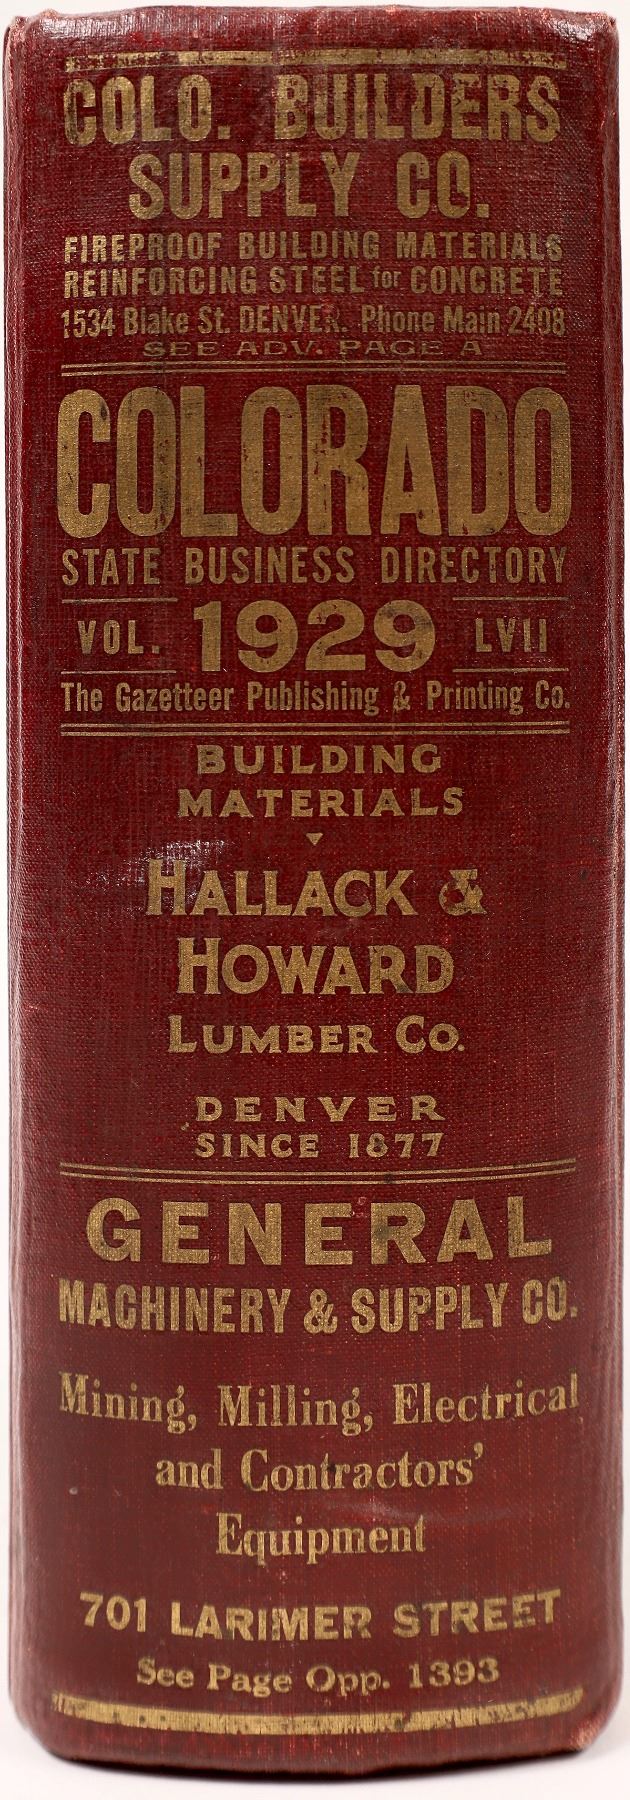 COLO. BUILDERS
SUPPLY CO.
FIREPROOF BUILDING MATERIALS
REINFORCING STEEL for CONCRETE
1534 Blake St. DENVER. Phone Main 2498
SEE ADV. PAGE A
COLORADO
STATE BUSINESS DIRECTORY
VOL. 1929 LVII
The Gazetteer Publishing & Printing Co.
BUILDING
MATERIALS
HALLACK &
HOWARD
LUMBER CO.
DENVER
SINCE 1877
GENERAL
MACHINERY & SUPPLY CO.
Mining, Milling, Electrical
and Contractors'
Equipment
701 LARIMER STREET
See Page Opp. 1393